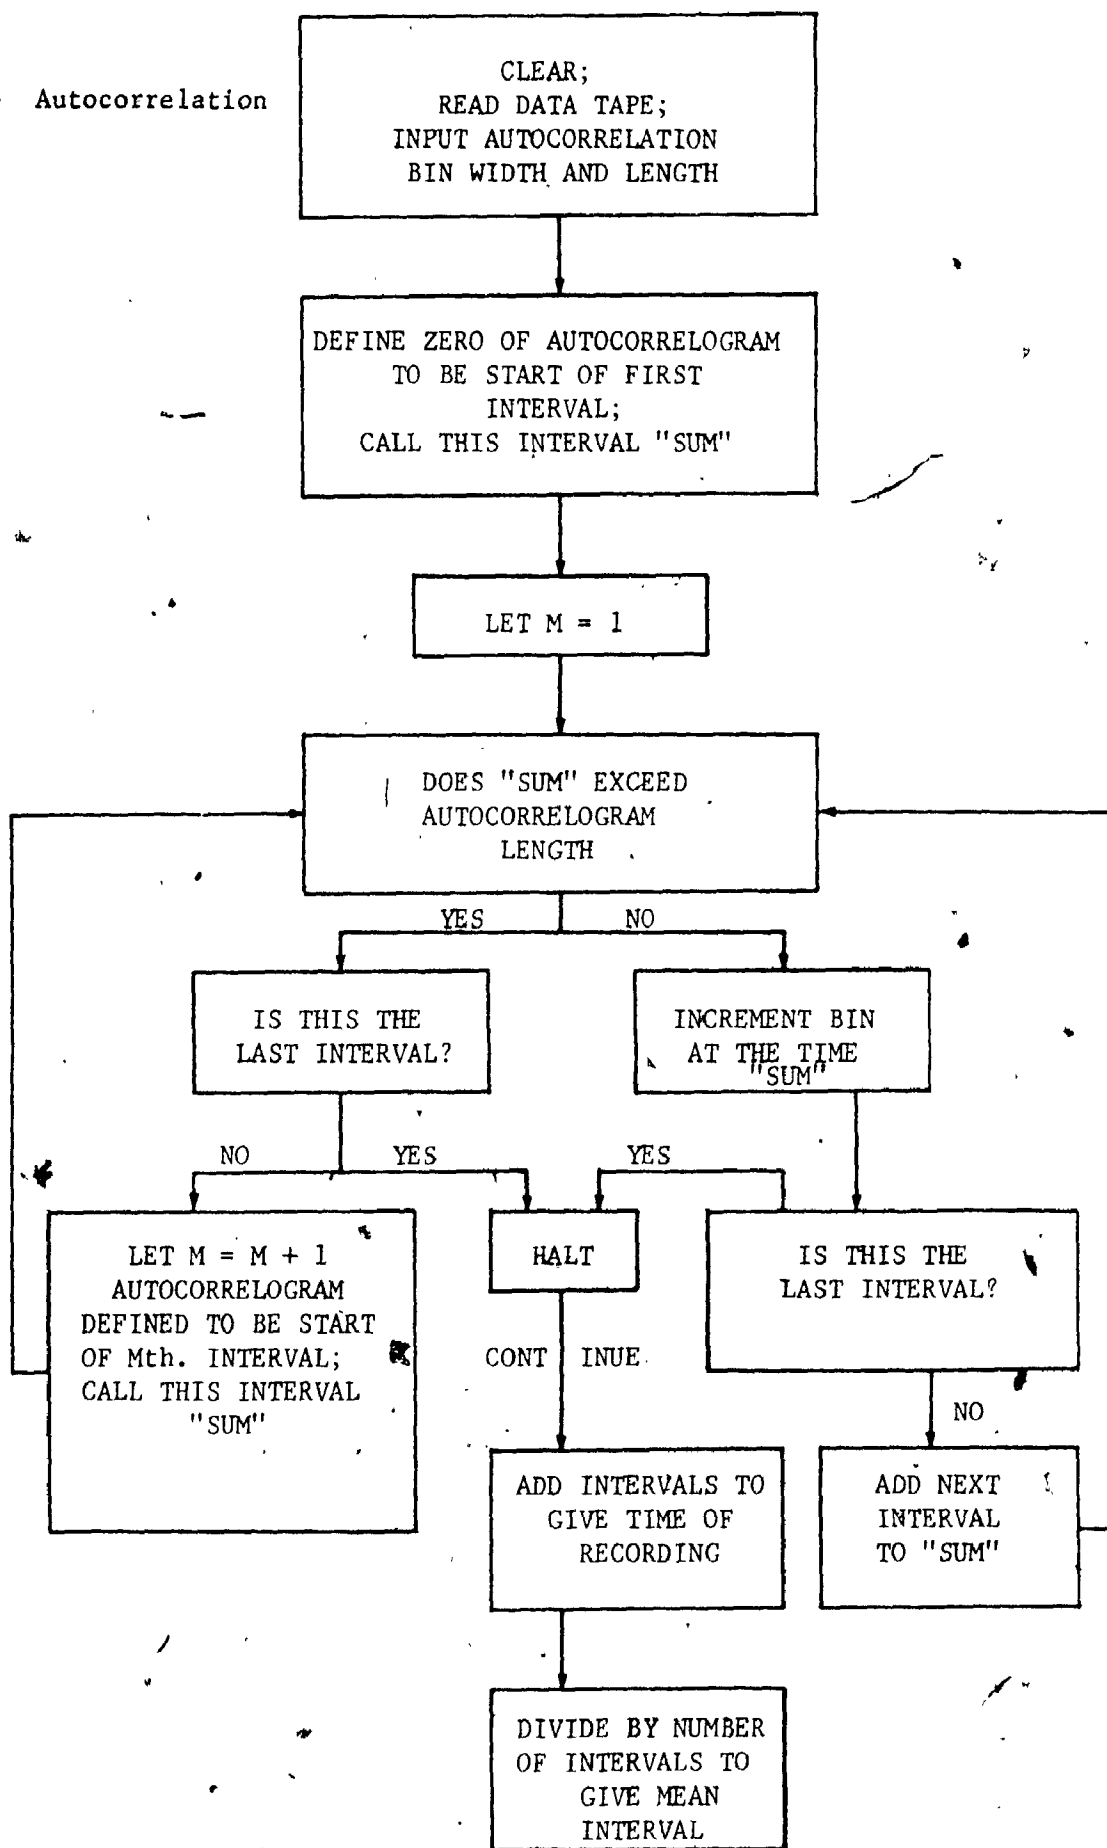 Autocorrelation
CLEAR;
READ DATA TAPE;
INPUT AUTOCORRELATION
BIN WIDTH AND LENGTH
DEFINE ZERO OF AUTOCORRELOGRAM
TO BE START OF FIRST
INTERVAL;
CALL THIS INTERVAL "SUM"
LET M = 1
DOES "SUM" EXCEED
AUTOCORRELOGRAM
LENGTH
YES NO
IS THIS THE
LAST INTERVAL?
INCREMENT BIN
AT THE TIME
"SUM"
NO YES YES
LET M = M + 1
AUTOCORRELOGRAM
DEFINED TO BE START
OF Mth. INTERVAL;
CALL THIS INTERVAL
"SUM"
HALT
IS THIS THE
LAST INTERVAL?
CONT INUE
NO
ADD INTERVALS TO
GIVE TIME OF
RECORDING
ADD NEXT
INTERVAL
TO "SUM"
DIVIDE BY NUMBER
OF INTERVALS TO
GIVE MEAN
INTERVAL